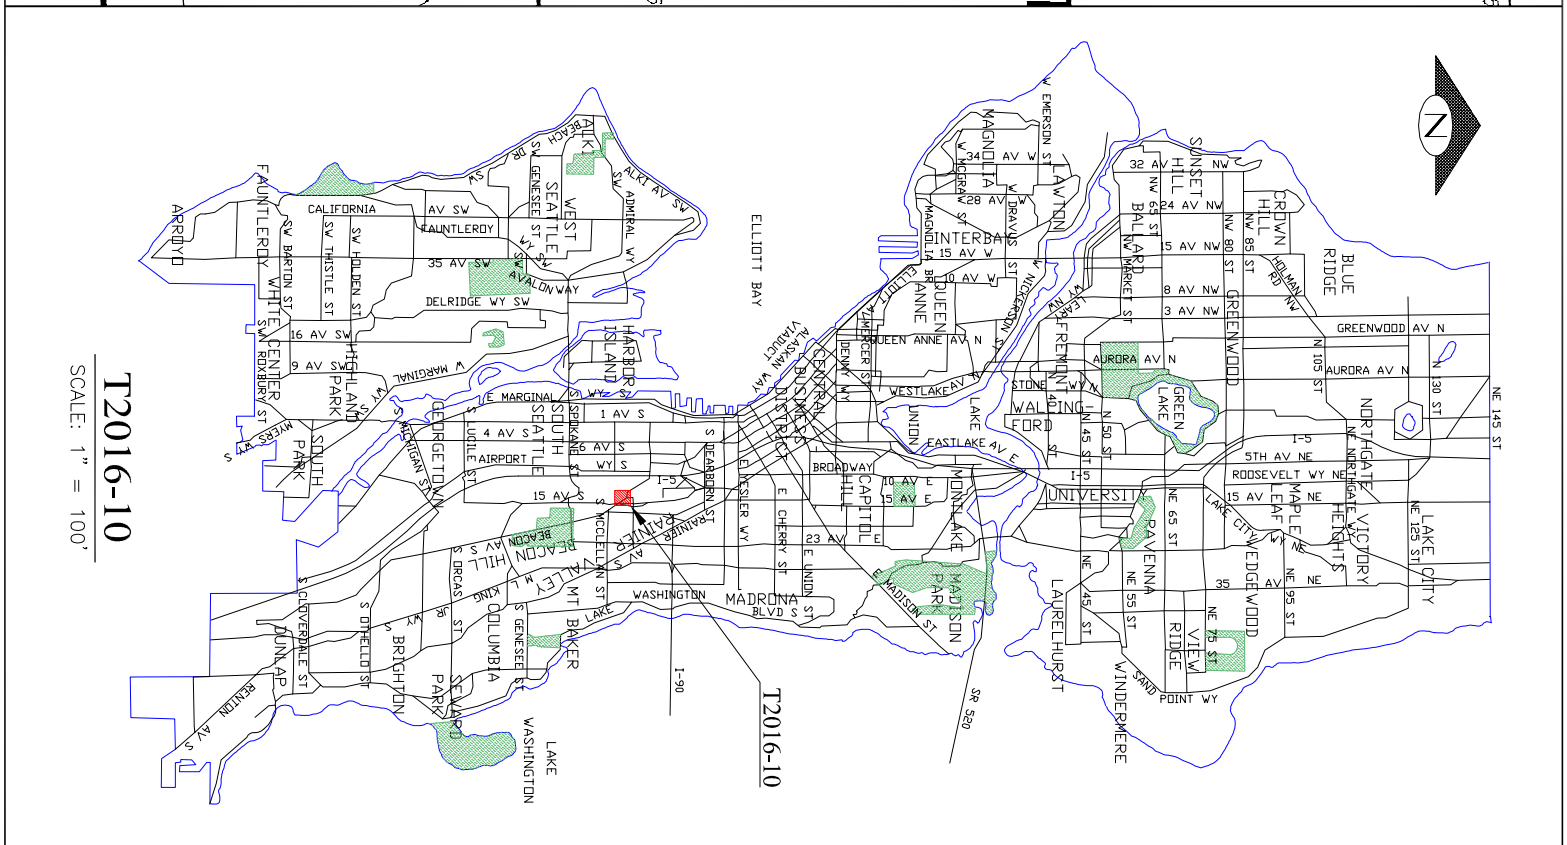 N
ELLIOTT BAY
ALKI
BEACH DR SW
ALKI AV SW
SW ADMIRAL WY
SW GENESEE ST
WEST
SEATTLE
CALIFORNIA AV SW
FAUNTLEROY WY SW
35 AV SW
AVALON WAY
DELRIDGE WY SW
ARROYO
FAUNTLEROY
SW BARTON ST
SW THISTLE ST
SW HOLDEN ST
WHITE CENTER
SW ROXBURY ST
16 AV SW
9 AV SW
HIGHLAND
PARK
W MARGINAL WY S
MYERS WY S
SOUTH
PARK
HARBOR
ISLAND
E MARGINAL WY S
S MICHIGAN ST
GEORGETOWN
S LUCILE ST
SOUTH
SEATTLE
S SPOKANE ST
1 AV S
4 AV S
6 AV S
AIRPORT WY S
15 AV S
I-5
S DEARBORN ST
E YESLER WY
E CHERRY ST
E UNION ST
S MCCLELLAN ST
RAINIER AV S
RAINIER
VALLEY
BEACON
HILL
BEACON AV S
M L KING JR WY S
S ORCAS ST
COLUMBIA
S GENESEE ST
MT
BAKER
LAKE WASHINGTON BLVD S
MADRONA
S CLOVERDALE ST
DUNLAP
S OTHELLO ST
BRIGHTON
SEWARD
PARK
RENTON AV S
LAKE
WASHINGTON
I-90
T2016-10
MAGNOLIA
W EMERSON ST
34 AV W
W MCGRAW ST
28 AV W
W DRAVUS ST
LAWTON
MAGNOLIA BR
INTERBAY
15 AV W
10 AV W
W NICKERSON ST
QUEEN
ANNE
ELLIOTT AV
MERCER ST
QUEEN ANNE AV N
DENNY WY
WESTLAKE AV N
ALASKAN WAY
VIADUCT
CENTRAL
BUSINESS
DISTRICT
LAKE
UNION
EASTLAKE AV E
BROADWAY
CAPITOL
HILL
10 AV E
15 AV E
23 AV E
MONTLAKE
E MADISON ST
MADISON
PARK
SR 520
SUNSET
HILL
32 AV NW
24 AV NW
NW 65 ST
BALLARD
NW MARKET ST
15 AV NW
NW 80 ST
NW 85 ST
CROWN
HILL
HOLMAN RD NW
BLUE
RIDGE
8 AV NW
3 AV NW
LEARY WY NW
FREMONT
GREENWOOD
GREENWOOD AV N
N 105 ST
AURORA AV N
AURORA AV N
N 130 ST
NE 145 ST
STONE WY N
WALLING-
FORD
N 45 ST
N 50 ST
GREEN
LAKE
I-5
I-5
5TH AV NE
ROOSEVELT WY NE
15 AV NE
NORTHGATE
NE NORTHGATE WY
UNIVERSITY
NE 65 ST
RAVENNA
LAKE CITY WY NE
MAPLE
LEAF
VICTORY
HEIGHTS
LAKE CITY
NE 125 ST
WEDGEWOOD
35 AV NE
NE 95 ST
NE 45 ST
NE 55 ST
NE 75 ST
VIEW
RIDGE
LAURELHURST
WINDERMERE
SAND POINT WY
T2016-10
SCALE: 1" = 100'